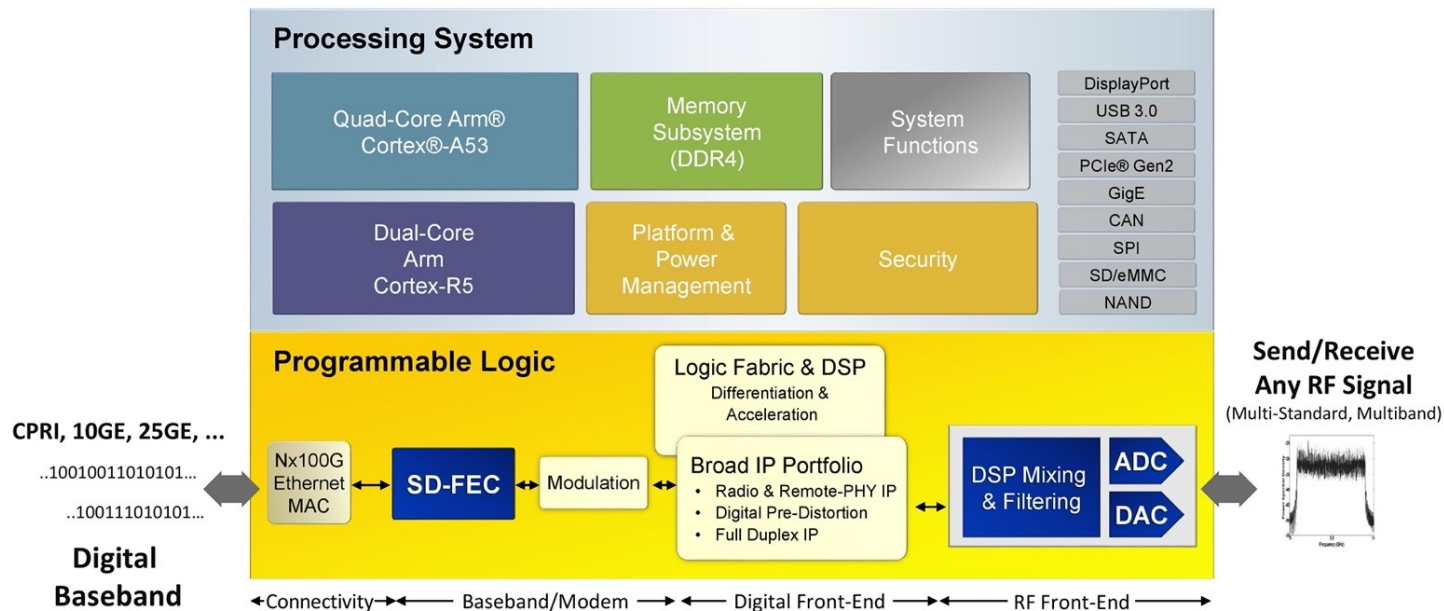 Processing System
Quad-Core Arm®
Cortex®-A53
Memory
Subsystem
(DDR4)
System
Functions
DisplayPort
USB 3.0
SATA
PCIe® Gen2
GigE
CAN
SPI
SD/eMMC
NAND
Dual-Core
Arm
Cortex-R5
Platform &
Power
Management
Security
Programmable Logic
Logic Fabric & DSP
Differentiation &
Acceleration
CPRI, 10GE, 25GE, ...
..10010011010101...
..100111010101...
Digital
Baseband
Nx100G
Ethernet
MAC
SD-FEC
Modulation
Broad IP Portfolio
• Radio & Remote-PHY IP
• Digital Pre-Distortion
• Full Duplex IP
DSP Mixing
& Filtering
ADC
DAC
Send/Receive
Any RF Signal
(Multi-Standard, Multiband)
Frequency (GHz)
Connectivity
Baseband/Modem
Digital Front-End
RF Front-End